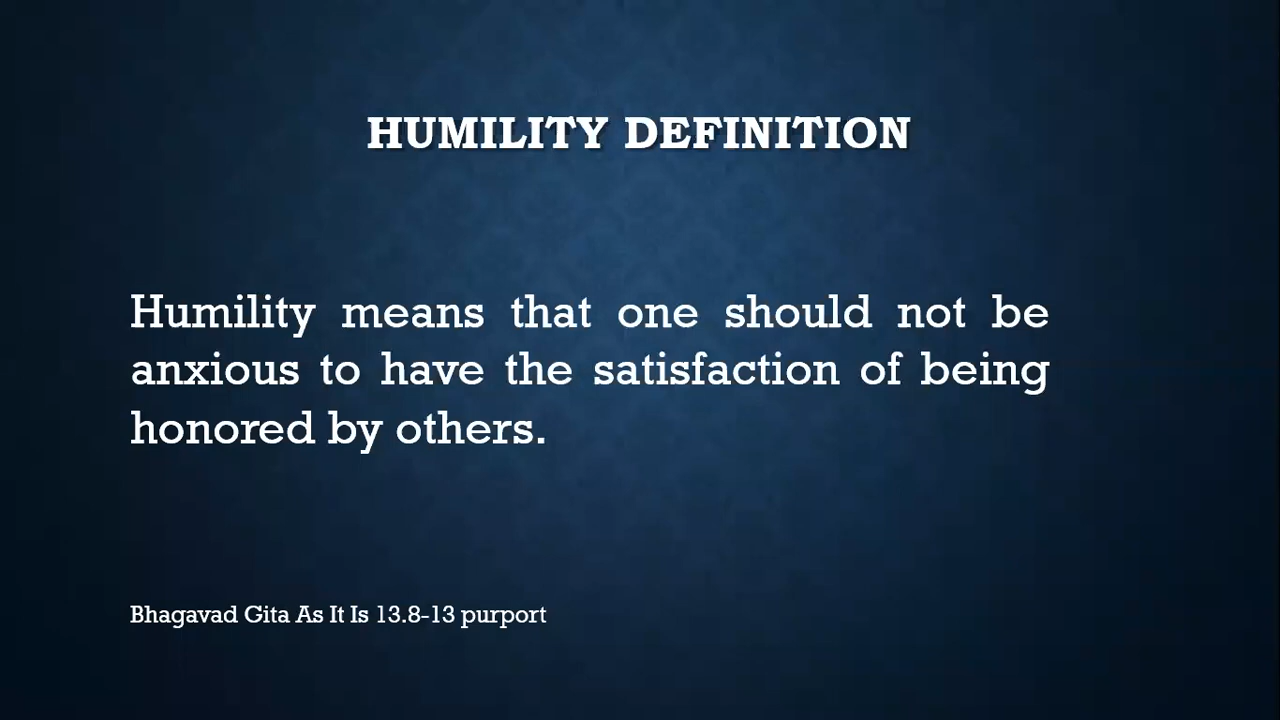 HUMILITY DEFINITION
Humility means that one should not be
anxious to have the satisfaction of being
honored by others.
Bhagavad Gita As It Is 13.8-13 purport